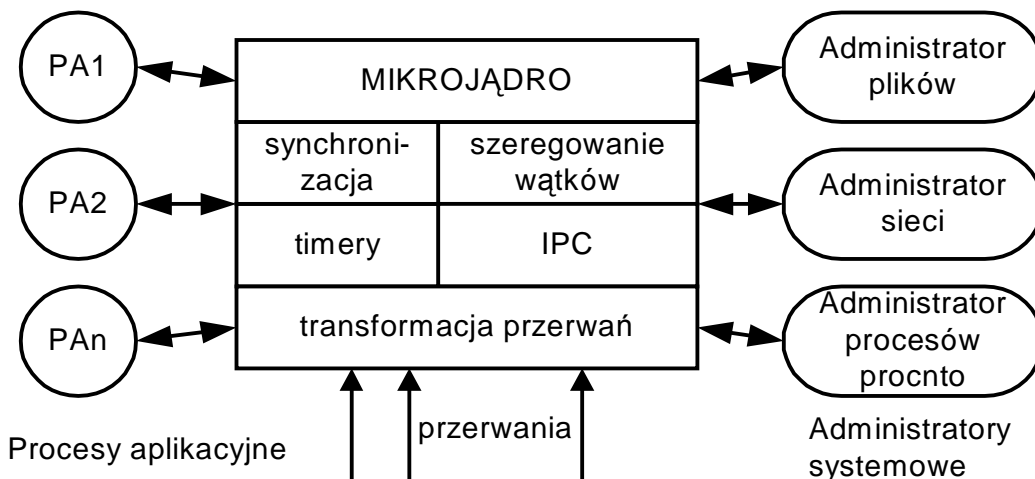 PA1
MIKROJĄDRO
Administrator
plików
synchroni-
zacja
szeregowanie
wątków
PA2
Administrator
sieci
timery
IPC
PAn
transformacja przerwań
Administrator
procesów
procnto
przerwania
Procesy aplikacyjne
Administratory
systemowe